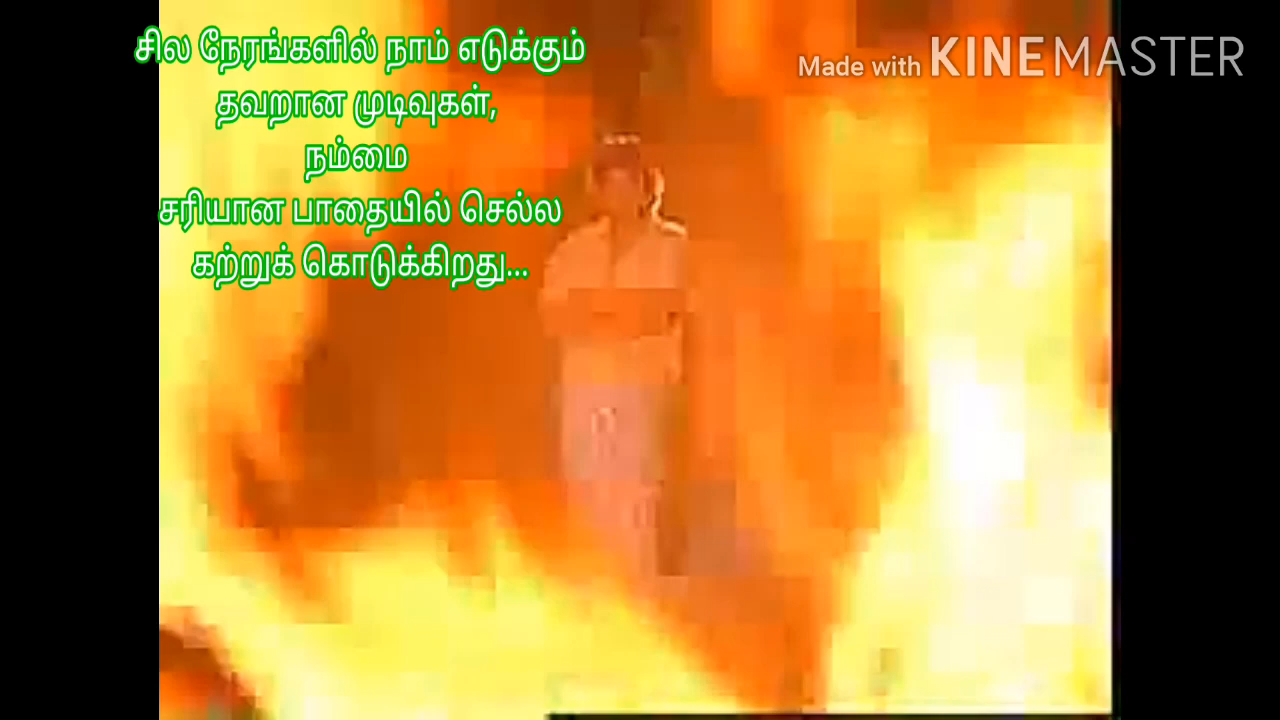 சில நேரங்களில் நாம் எடுக்கும்
தவறான முடிவுகள்,
நம்மை
சரியான பாதையில் செல்ல
கற்றுக் கொடுக்கிறது...
Made with KINEMASTER